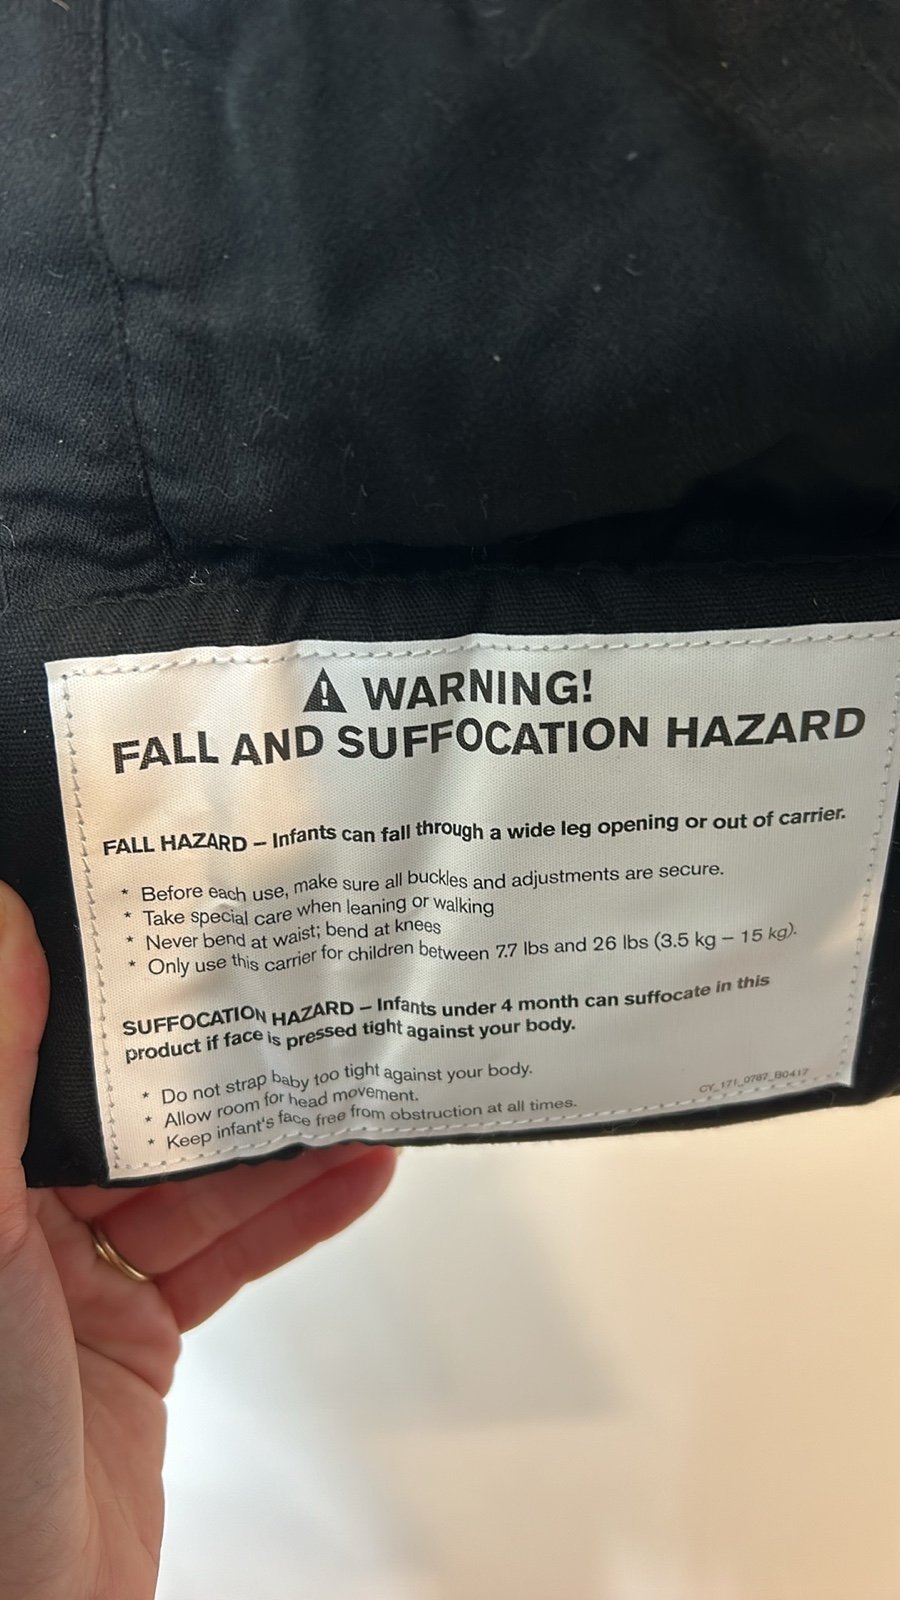 WARNING!
FALL AND SUFFOCATION HAZARD
FALL HAZARD – Infants can fall through a wide leg opening or out of carrier.
* Before each use, make sure all buckles and adjustments are secure.
* Take special care when leaning or walking
* Never bend at waist; bend at knees
* Only use this carrier for children between 7.7 lbs and 26 lbs (3.5 kg – 15 kg).
SUFFOCATION HAZARD – Infants under 4 month can suffocate in this
product if face is pressed tight against your body.
* Do not strap baby too tight against your body.
* Allow room for head movement.
* Keep infant's face free from obstruction at all times.
CY_171_0787_B0417